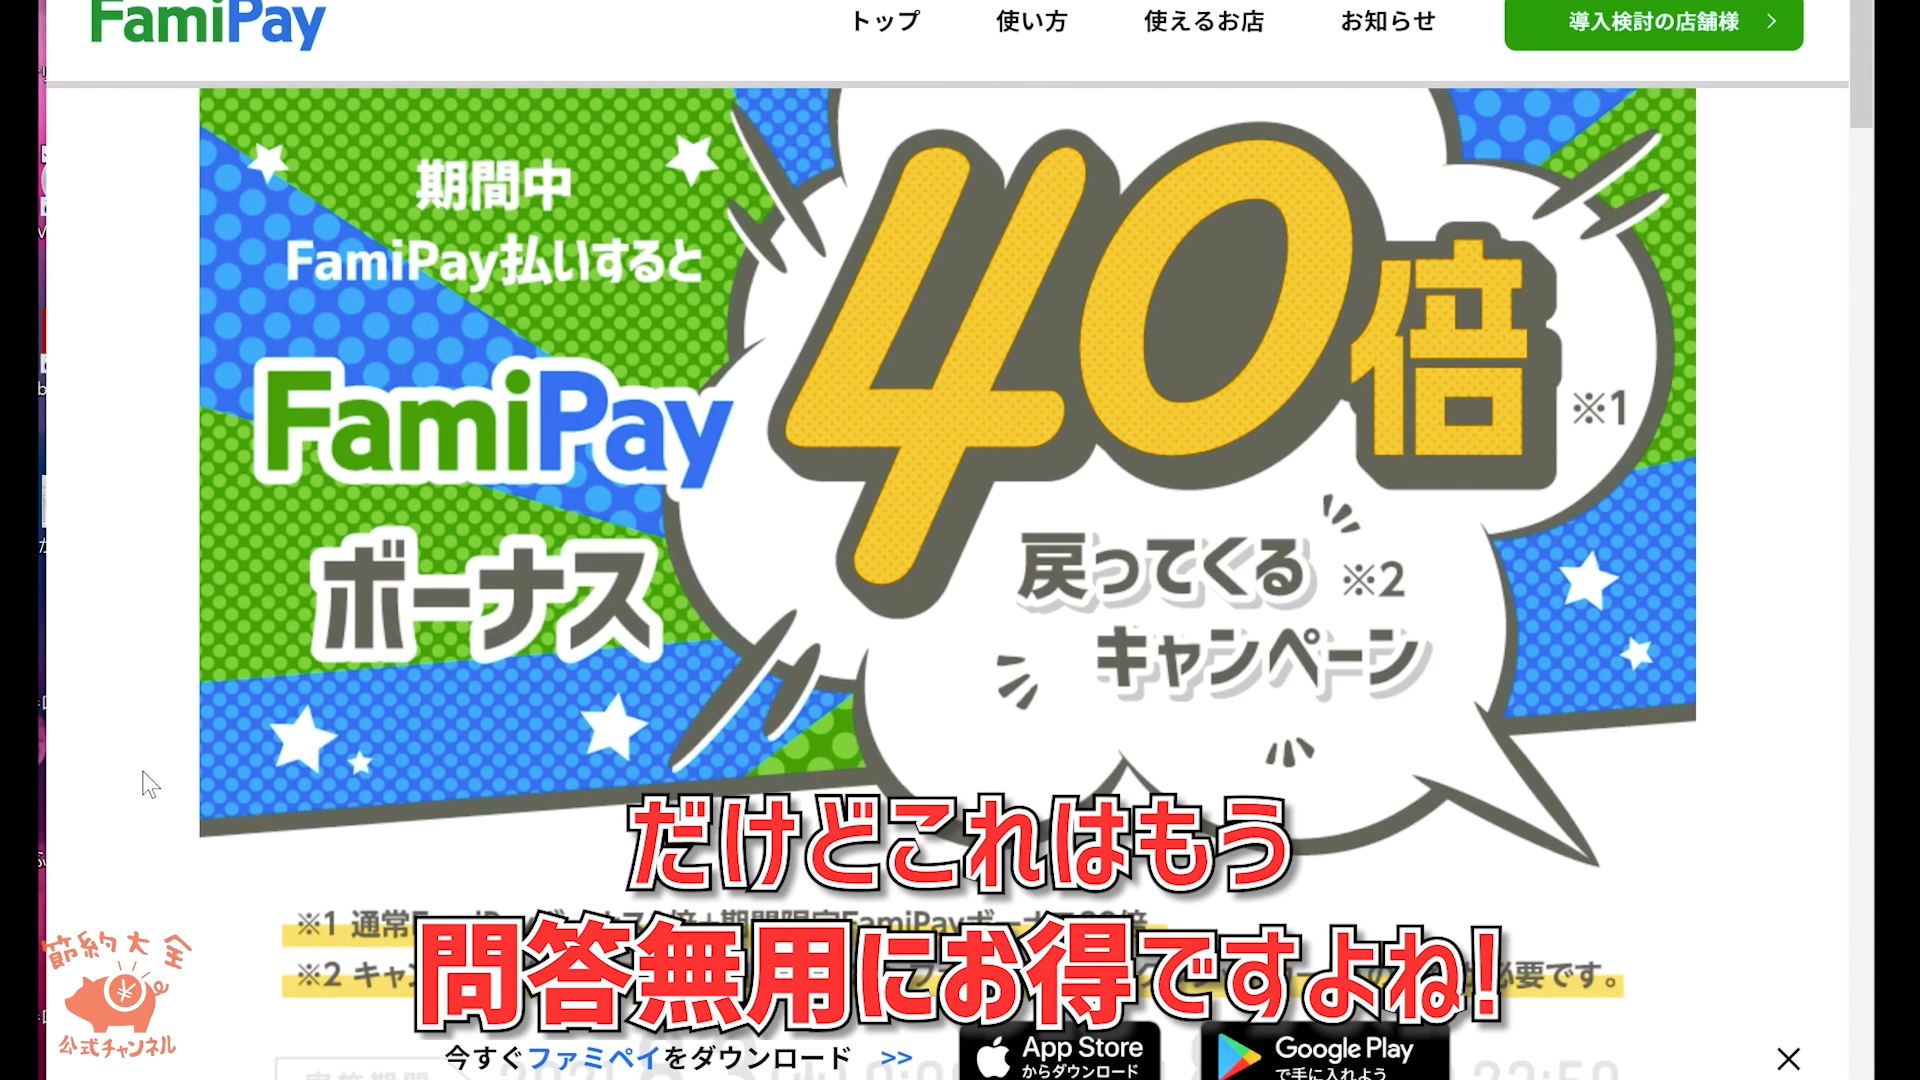 FamiPay
トップ 使い方 使えるお店 お知らせ 導入検討の店舗様
期間中
FamiPay払いすると
FamiPay
ボーナス
40倍 ※1
戻ってくる ※2
キャンペーン
だけどこれはもう
※1 通常
問答無用にお得ですよね!
※2 キャ
必要です。
節約大全
公式チャンネル
今すぐファミペイをダウンロード >>
App Store
からダウンロード
Google Play
で手に入れよう